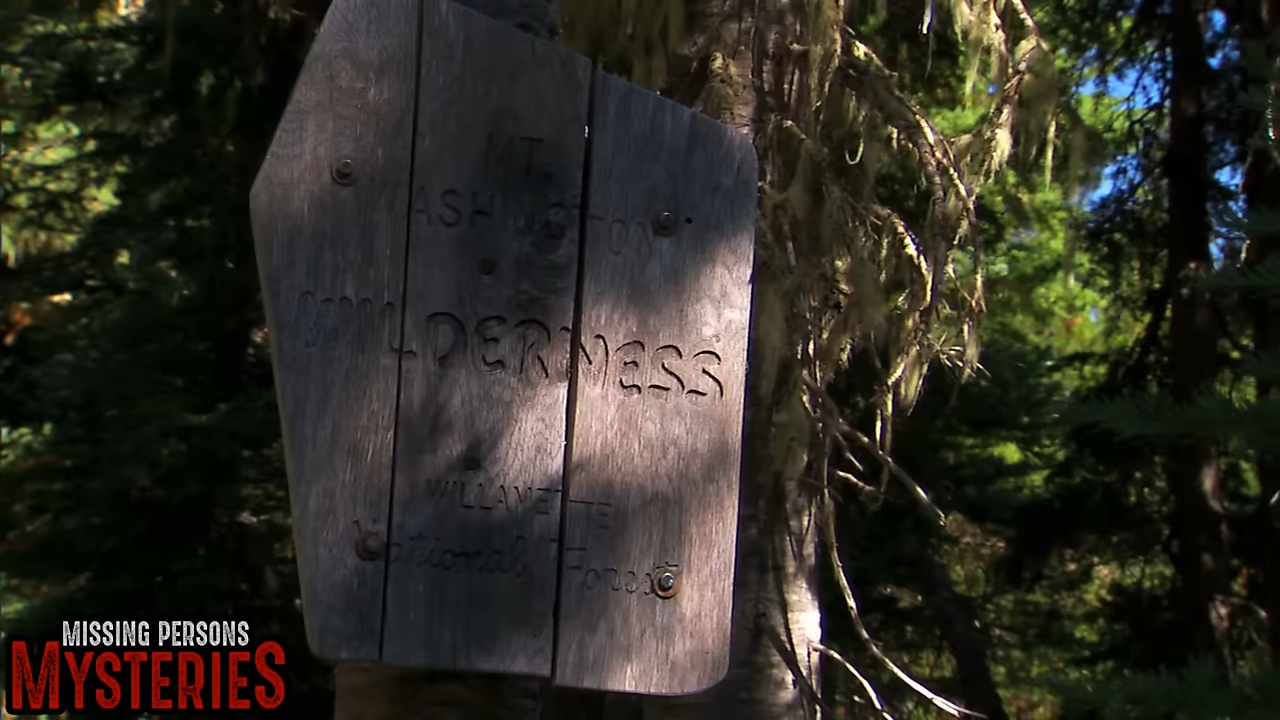 MT.
WASHINGTON
WILDERNESS
WILLAMETTE
National Forest
MISSING PERSONS
MYSTERIES